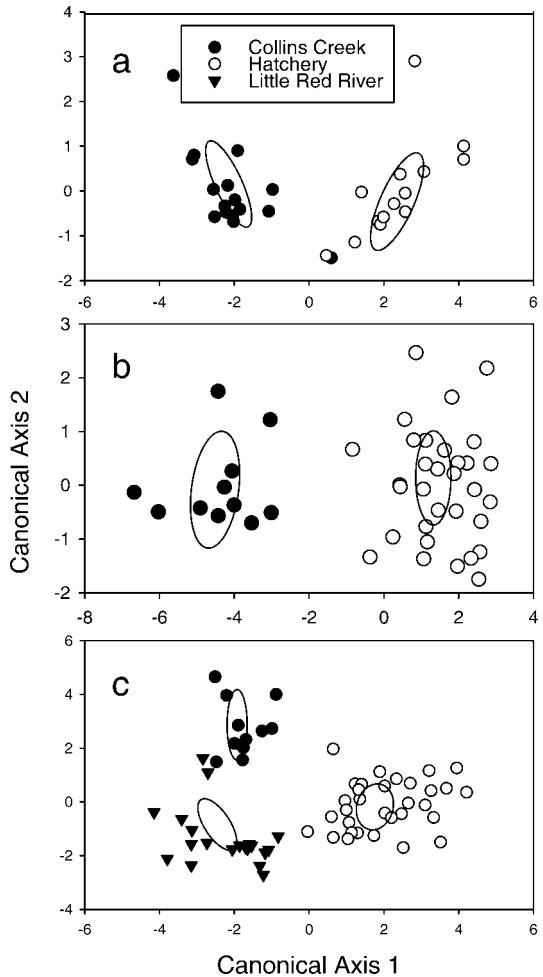 4
3
2
1
0
-1
-2
a
Collins Creek
Hatchery
Little Red River
-6 -4 -2 0 2 4 6
3
2
1
0
-1
-2
b
-8 -6 -4 -2 0 2 4
Canonical Axis 2
6
4
2
0
-2
-4
c
-6 -4 -2 0 2 4 6
Canonical Axis 1